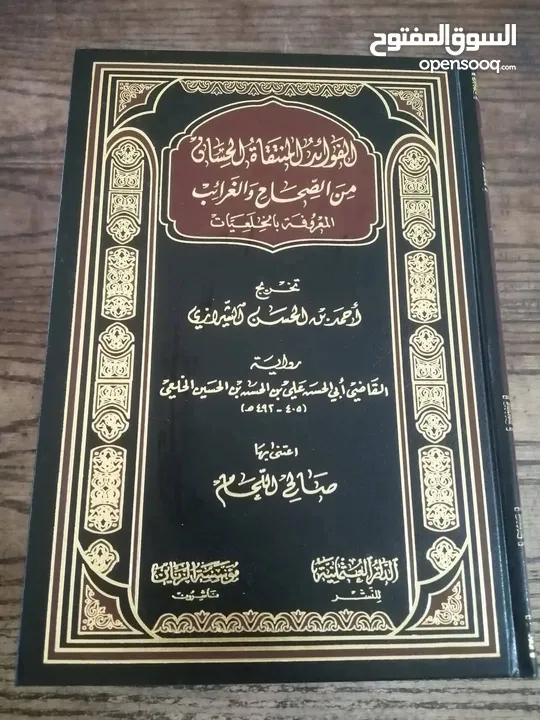 السوق المفتوح
opensooq.com
الفوائد المنتقاة الحسان
من الصحاح والغرائب
المعروفة بالخلعيات
تخريج
أحمد بن الحسن الشيرازي
رواية
القاضي أبي الحسن علي بن الحسن بن الحسين الخلعي
(٤٠٥ - ٤٩٢ هـ)
اعتنى بها
صالح اللحام
الدار العثمانية
للنشر
مؤسسة الريان
ناشرون